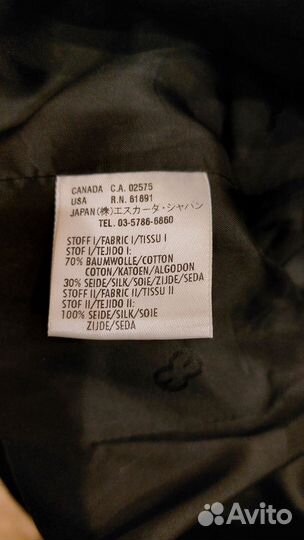 CANADA C.A. 02575
USA R.N. 81891
JAPAN(株)エスカーダ・ジャパン
TEL. 03-5786-6860
STOFF I/FABRIC I/TISSU I
STOF I/TEJIDO I:
70% BAUMWOLLE/COTTON
COTON/KATOEN/ALGODON
30% SEIDE/SILK/SOIE/ZIJDE/SEDA
STOFF II/FABRIC II/TISSU II
STOF II/TEJIDO II:
100% SEIDE/SILK/SOIE
ZIJDE/SEDA
Avito